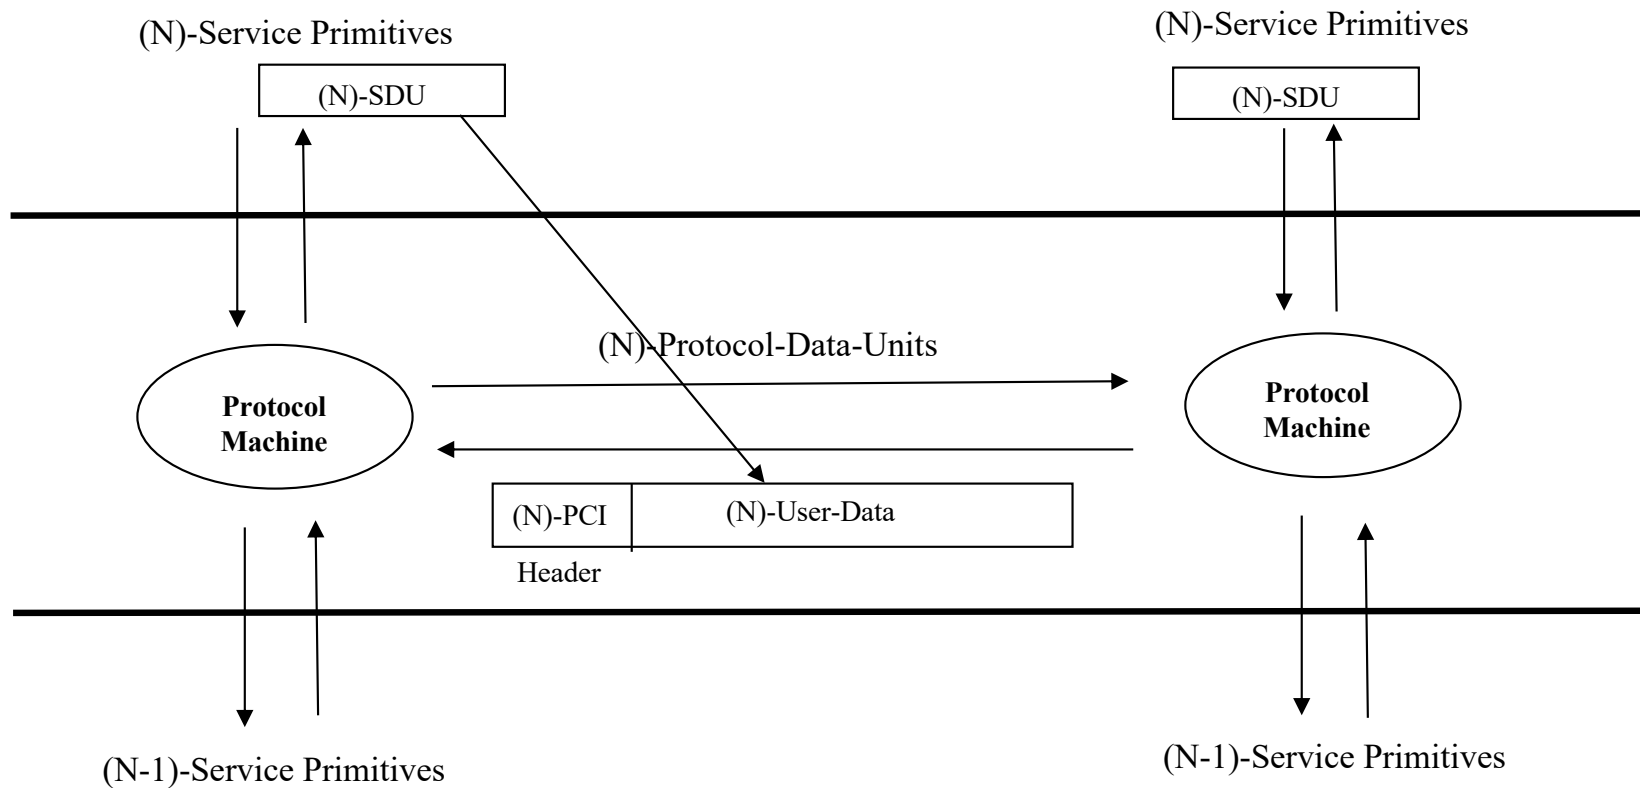 (N)-Service Primitives
(N)-Service Primitives
(N)-SDU
(N)-SDU
(N)-Protocol-Data-Units
Protocol
Machine
Protocol
Machine
(N)-PCI
(N)-User-Data
Header
(N-1)-Service Primitives
(N-1)-Service Primitives